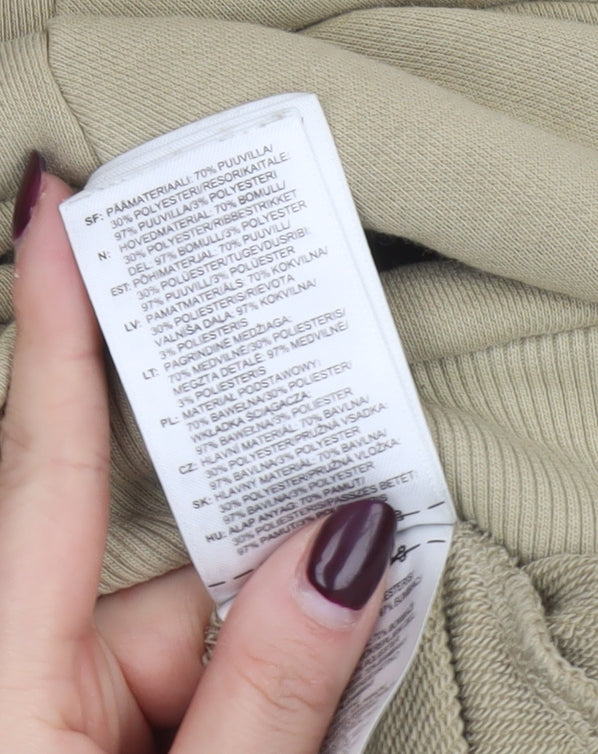 SF: PÄÄMATERIAALI: 70% PUUVILLA/
30% POLYESTERI/RESORIKAITALE:
97% PUUVILLA/3% POLYESTERI
N: HOVEDMATERIAL: 70% BOMULL/
30% POLYESTER/RIBBESTRIKKET
DEL: 97% BOMULL/3% POLYESTER
EST: PÕHIMATERJAL: 70% PUUVILL/
30% POLÜESTER/TUGEVDUSRIBI:
97% PUUVILL/3% POLÜESTER
LV: PAMATMATERIĀLS: 70% KOKVILNA/
30% POLIESTERIS/RIEVOTA
VALNĪŠA DAĻA: 97% KOKVILNA/
3% POLIESTERIS
LT: PAGRINDINĖ MEDŽIAGA:
70% MEDVILNĖ/30% POLIESTERIS/
MEGZTA DETALĖ: 97% MEDVILNĖ/
3% POLIESTERIS
PL: MATERIAŁ PODSTAWOWY:
70% BAWEŁNA/30% POLIESTER/
WKŁADKA ŚCIĄGACZA:
97% BAWEŁNA/3% POLIESTER
CZ: HLAVNÍ MATERIÁL: 70% BAVLNA/
30% POLYESTER/PRUŽNÁ VSADKA:
97% BAVLNA/3% POLYESTER
SK: HLAVNÝ MATERIÁL: 70% BAVLNA/
30% POLYESTER/PRUŽNÁ VLOŽKA:
97% BAVLNA/3% POLYESTER
HU: ALAP ANYAG: 70% PAMUT/
30% POLIÉSZTER/PASSZÉS BETÉT:
97% PAMUT/3%